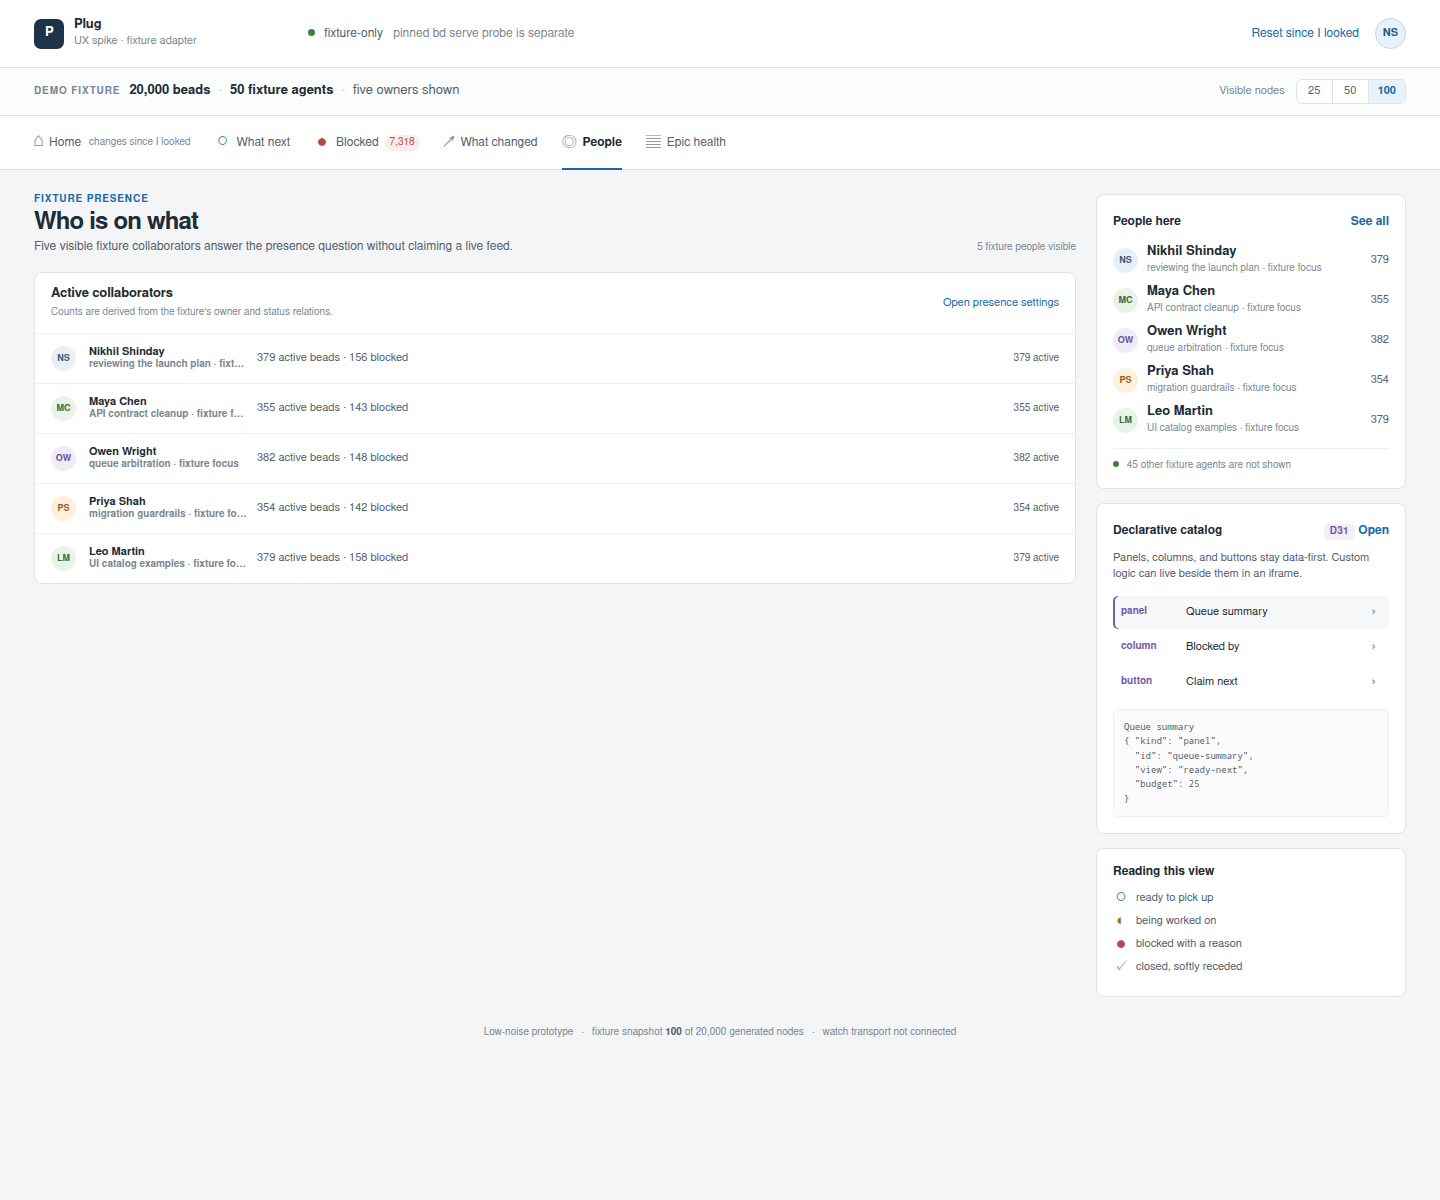 P
Plug
UX spike · fixture adapter
fixture-only pinned bd serve probe is separate
Reset since I looked
NS
DEMO FIXTURE 20,000 beads · 50 fixture agents · five owners shown
Visible nodes 25 50 100
Home changes since I looked What next Blocked 7,318 What changed People Epic health
FIXTURE PRESENCE
Who is on what
Five visible fixture collaborators answer the presence question without claiming a live feed.
5 fixture people visible
Active collaborators
Counts are derived from the fixture's owner and status relations.
Open presence settings
NS
Nikhil Shinday
reviewing the launch plan · fixt...
379 active beads · 156 blocked
379 active
MC
Maya Chen
API contract cleanup · fixture f...
355 active beads · 143 blocked
355 active
OW
Owen Wright
queue arbitration · fixture focus
382 active beads · 148 blocked
382 active
PS
Priya Shah
migration guardrails · fixture fo...
354 active beads · 142 blocked
354 active
LM
Leo Martin
UI catalog examples · fixture fo...
379 active beads · 158 blocked
379 active
People here
See all
NS
Nikhil Shinday
reviewing the launch plan · fixture focus
379
MC
Maya Chen
API contract cleanup · fixture focus
355
OW
Owen Wright
queue arbitration · fixture focus
382
PS
Priya Shah
migration guardrails · fixture focus
354
LM
Leo Martin
UI catalog examples · fixture focus
379
45 other fixture agents are not shown
Declarative catalog
D31 Open
Panels, columns, and buttons stay data-first. Custom
logic can live beside them in an iframe.
panel Queue summary ›
column Blocked by ›
button Claim next ›
Queue summary
{ "kind": "panel",
"id": "queue-summary",
"view": "ready-next",
"budget": 25
}
Reading this view
ready to pick up
being worked on
blocked with a reason
closed, softly receded
Low-noise prototype · fixture snapshot 100 of 20,000 generated nodes · watch transport not connected